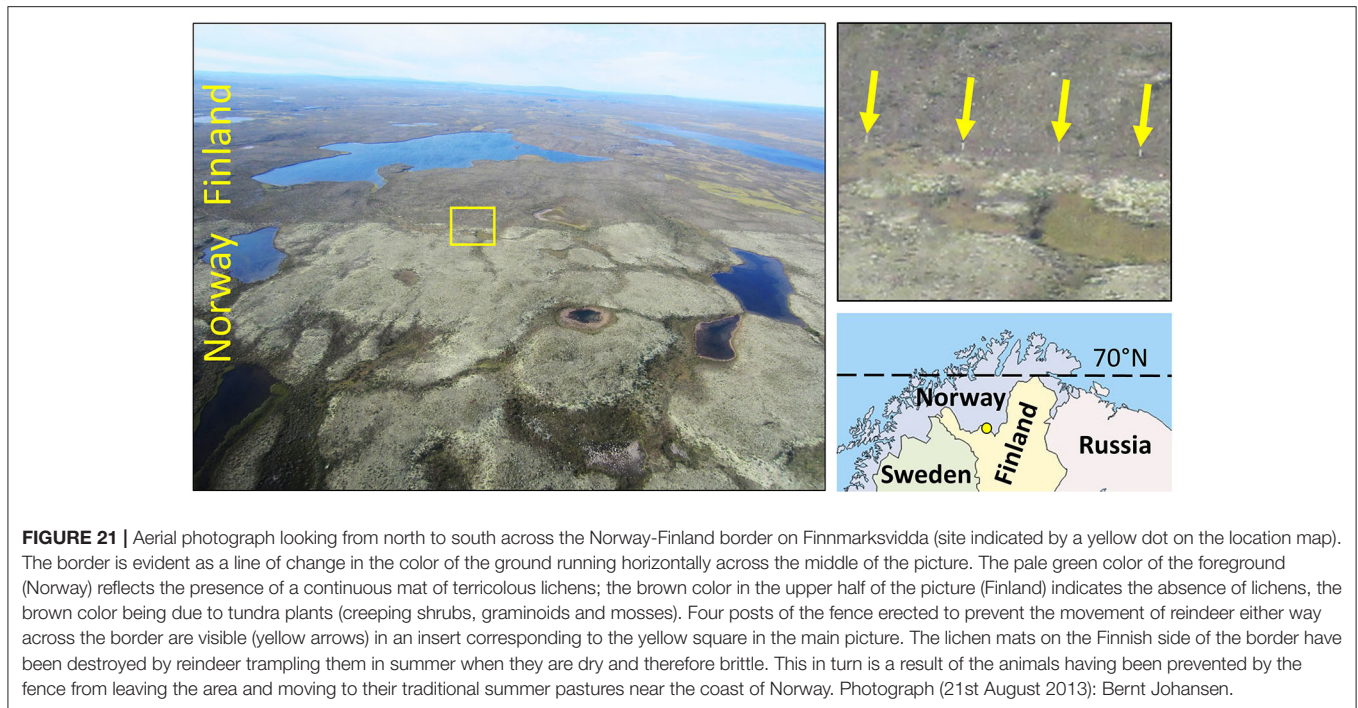 Norway Finland
70°N
Norway
Finland
Sweden
Russia
FIGURE 21 | Aerial photograph looking from north to south across the Norway-Finland border on Finnmarksvidda (site indicated by a yellow dot on the location map).
The border is evident as a line of change in the color of the ground running horizontally across the middle of the picture. The pale green color of the foreground
(Norway) reflects the presence of a continuous mat of terricolous lichens; the brown color in the upper half of the picture (Finland) indicates the absence of lichens, the
brown color being due to tundra plants (creeping shrubs, graminoids and mosses). Four posts of the fence erected to prevent the movement of reindeer either way
across the border are visible (yellow arrows) in an insert corresponding to the yellow square in the main picture. The lichen mats on the Finnish side of the border have
been destroyed by reindeer trampling them in summer when they are dry and therefore brittle. This in turn is a result of the animals having been prevented by the
fence from leaving the area and moving to their traditional summer pastures near the coast of Norway. Photograph (21st August 2013): Bernt Johansen.